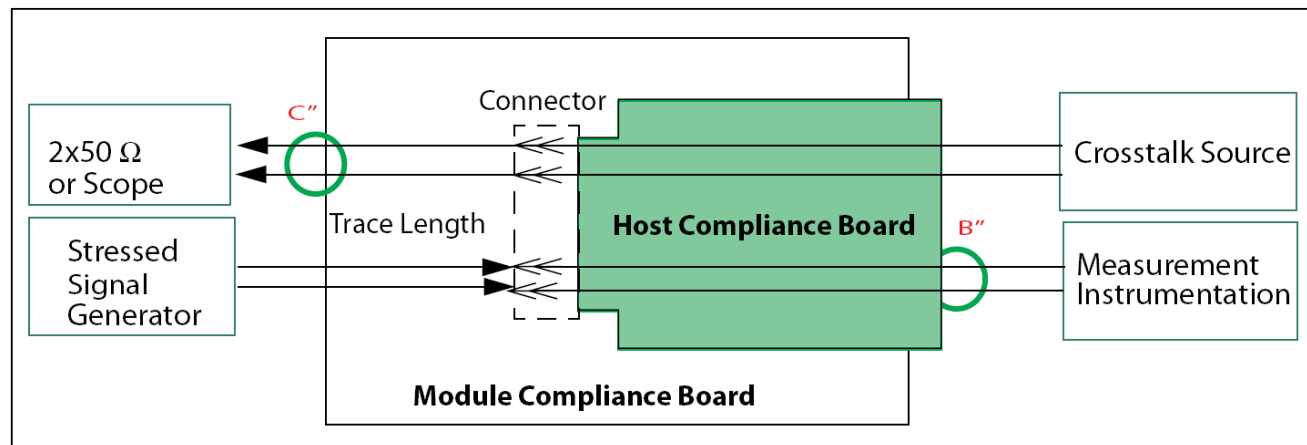 C″
Connector
2x50 Ω
or Scope
Crosstalk Source
Trace Length
Host Compliance Board
B″
Stressed
Signal
Generator
Measurement
Instrumentation
Module Compliance Board